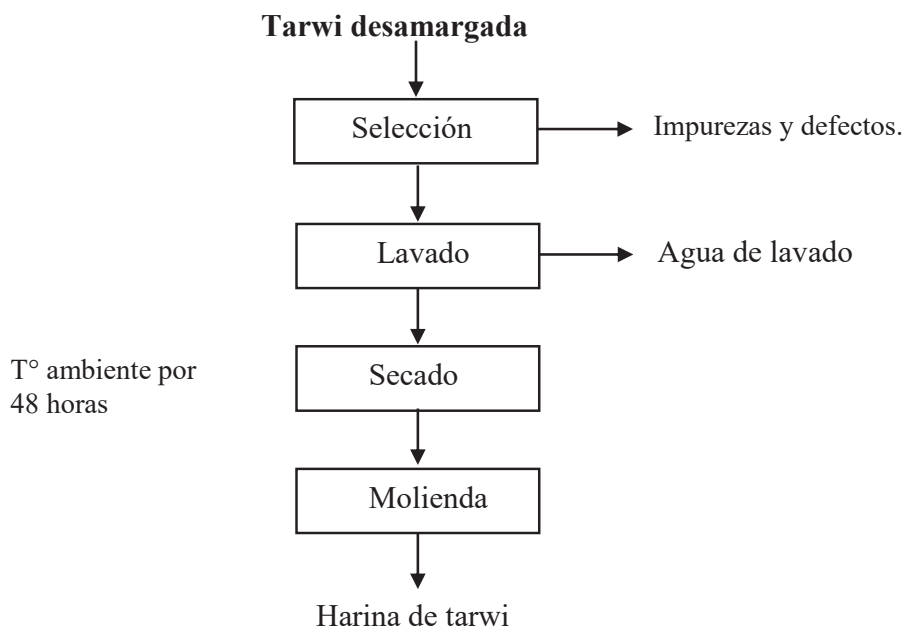 Tarwi desamargada
Selección
Impurezas y defectos.
Lavado
Agua de lavado
T° ambiente por
48 horas
Secado
Molienda
Harina de tarwi